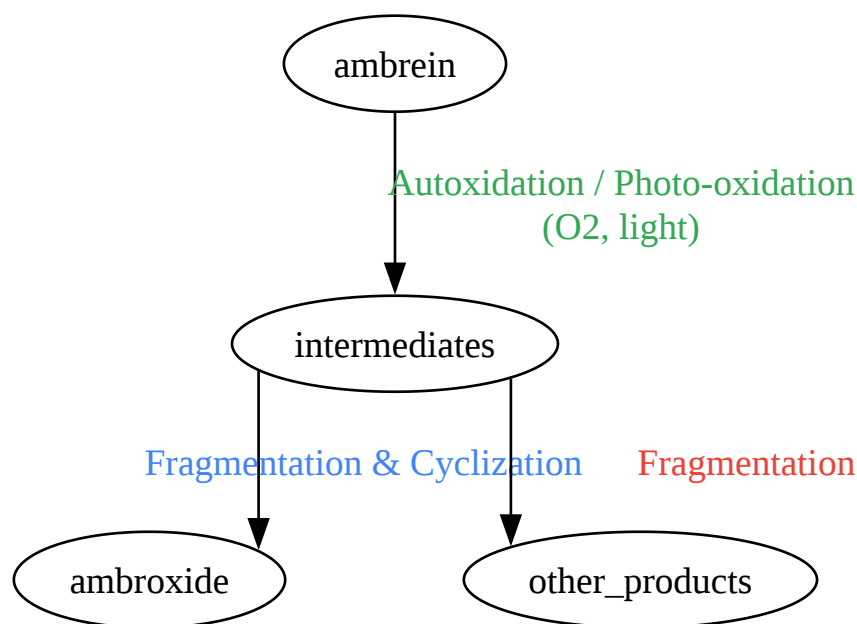 ambrein
Autoxidation / Photo-oxidation
(O2, light)
intermediates
Fragmentation & Cyclization
Fragmentation
ambroxide
other_products